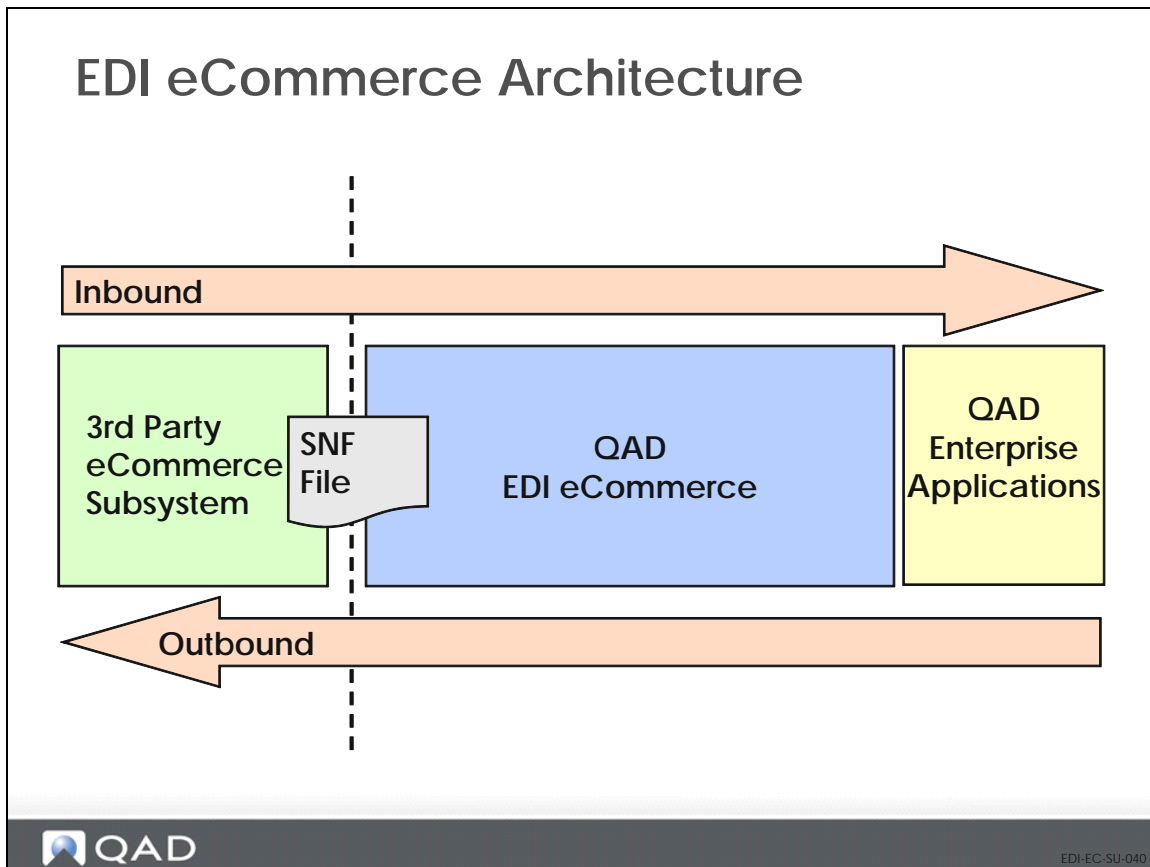 EDI eCommerce Architecture
Inbound
3rd Party
eCommerce
Subsystem
SNF
File
QAD
EDI eCommerce
QAD
Enterprise
Applications
Outbound
QAD
EDI-EC-SU-040